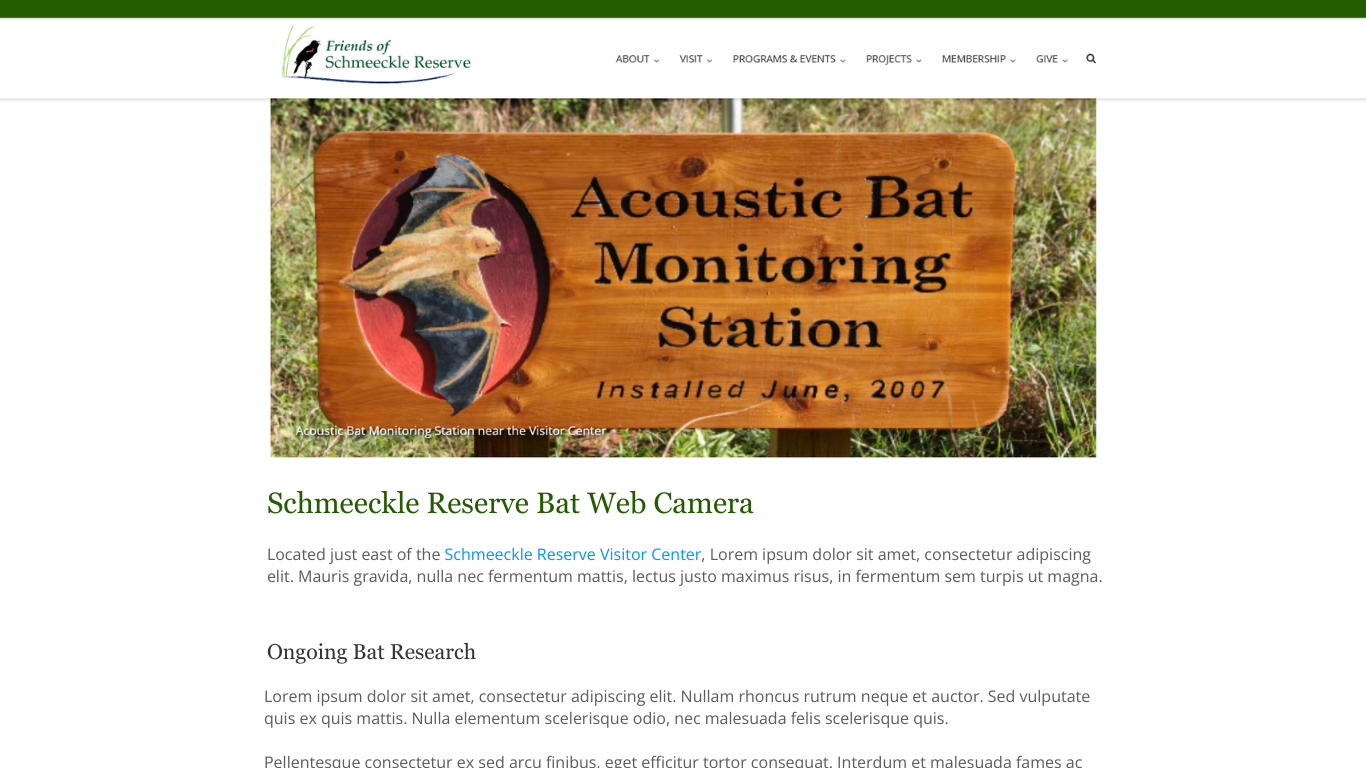 Friends of
Schmeeckle Reserve
ABOUT
VISIT
PROGRAMS & EVENTS
PROJECTS
MEMBERSHIP
GIVE
Acoustic Bat
Monitoring
Station
Installed June, 2007
Acoustic Bat Monitoring Station near the Visitor Center
Schmeeckle Reserve Bat Web Camera
Located just east of the Schmeeckle Reserve Visitor Center, Lorem ipsum dolor sit amet, consectetur adipiscing
elit. Mauris gravida, nulla nec fermentum mattis, lectus justo maximus risus, in fermentum sem turpis ut magna.
Ongoing Bat Research
Lorem ipsum dolor sit amet, consectetur adipiscing elit. Nullam rhoncus rutrum neque et auctor. Sed vulputate
quis ex quis mattis. Nulla elementum scelerisque odio, nec malesuada felis scelerisque quis.
Pellentesque consectetur ex sed arcu finibus, eget efficitur tortor consequat. Interdum et malesuada fames ac